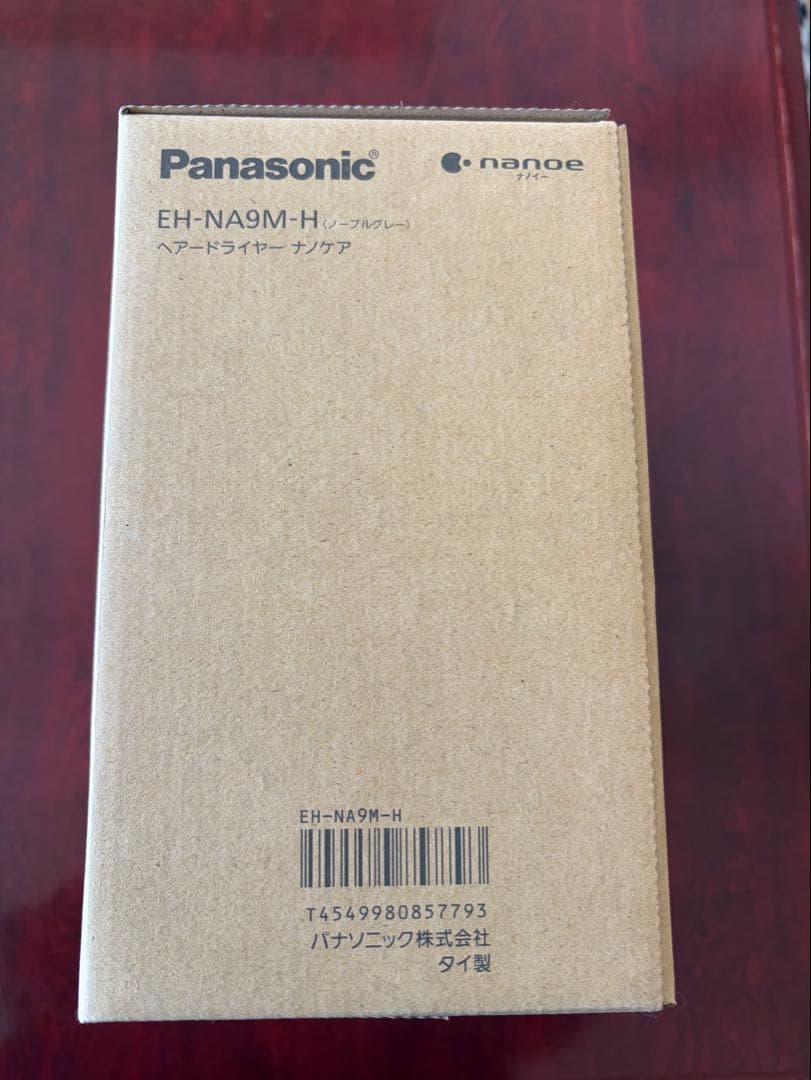 Panasonic®
nanoe
ナノイー
EH-NA9M-H（ノーブルグレー）
ヘアードライヤー ナノケア
EH-NA9M-H
T4549980857793
パナソニック株式会社
タイ製